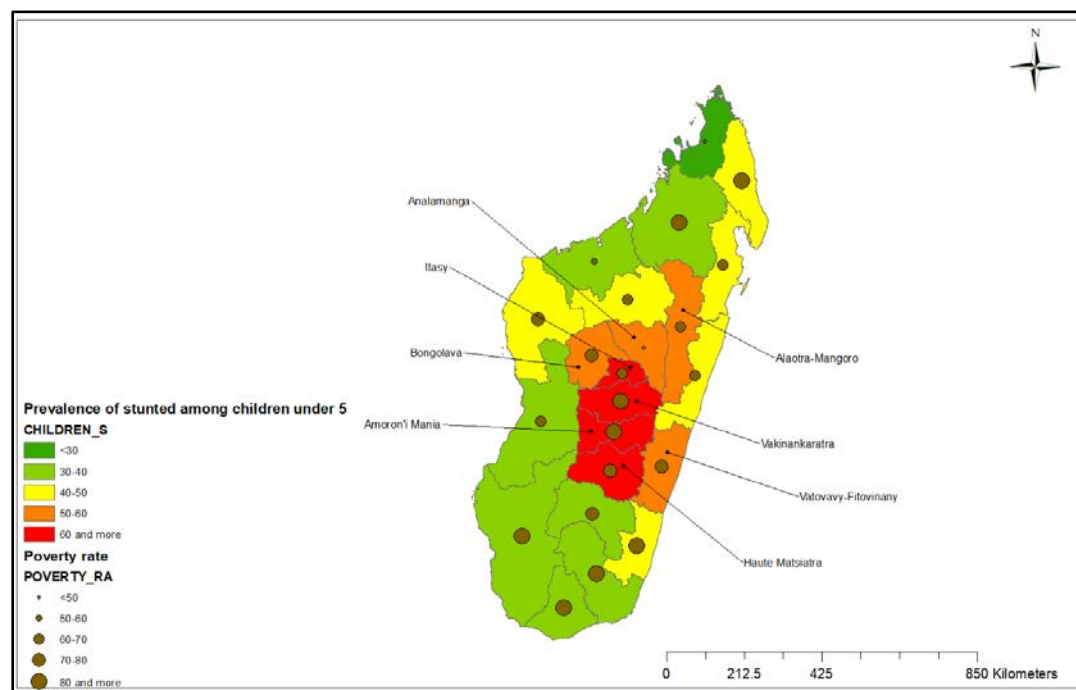 N
Analamanga
Itasy
Bongolava
Alaotra-Mangoro
Prevalence of stunted among children under 5
CHILDREN_S
<30
30-40
40-50
50-60
60 and more
Amoron'i Mania
Vakinankaratra
Vatovavy-Fitovinany
Haute Matsiatra
Poverty rate
POVERTY_RA
<50
50-60
60-70
70-80
80 and more
0 212.5 425 850 Kilometers